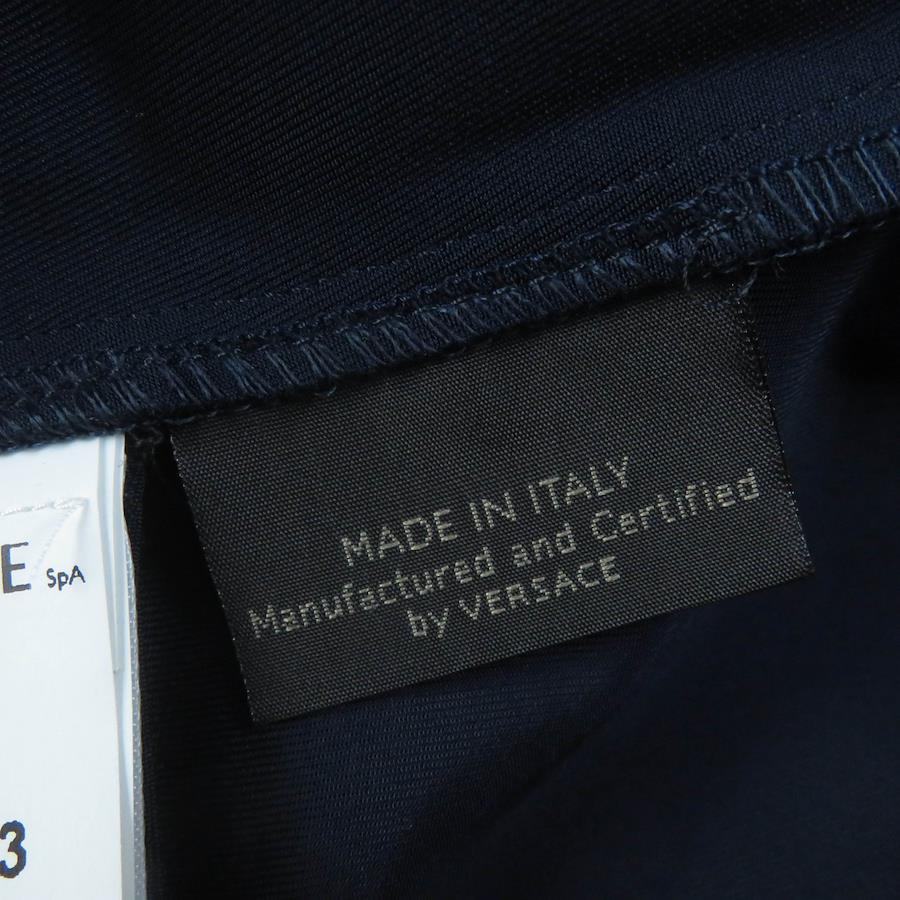 MADE IN ITALY
Manufactured and Certified
by VERSACE
E SpA
3